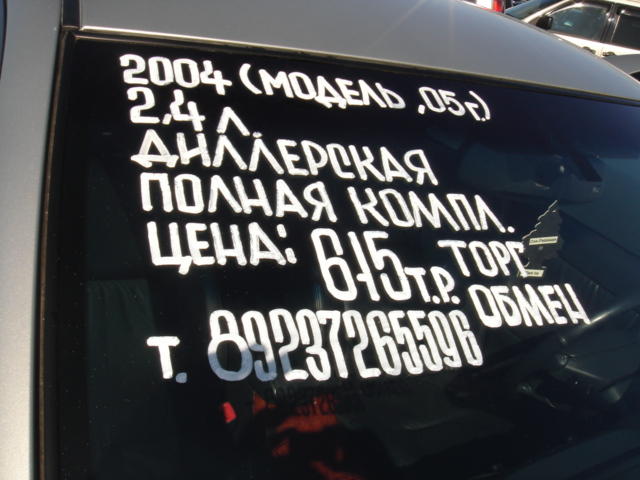 2004 (МОДЕЛЬ ,05г.)
2,4 л.
ДИЛЛЕРСКАЯ
ПОЛНАЯ КОМПЛ.
ЦЕНА: 615 т.р. ТОРГ
ОБМЕН
т. 89237265596